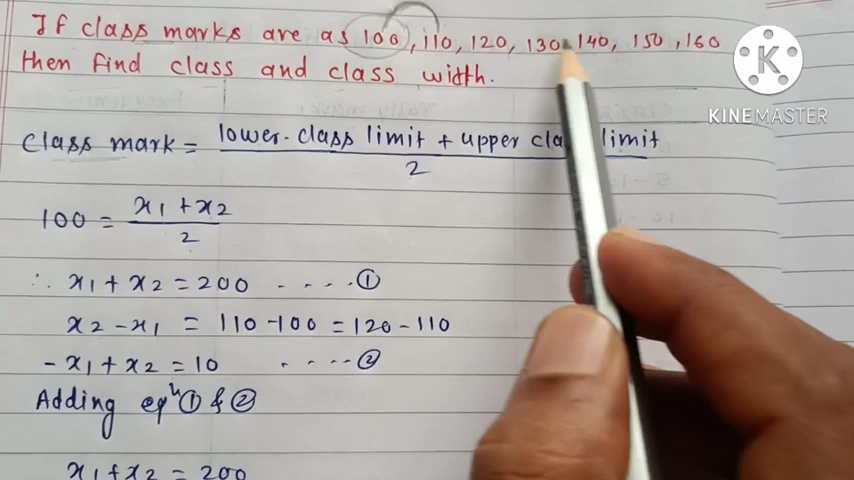 If class marks are as 100, 110, 120, 130, 140, 150, 160
then find class and class width.
KINEMASTER
class mark = lower class limit + upper cla limit / 2
100 = x1 + x2 / 2
∴ x1 + x2 = 200 ..... ①
x2 - x1 = 110 - 100 = 120 - 110
- x1 + x2 = 10 ..... ②
Adding eqn ① & ②
x1 + x2 = 200